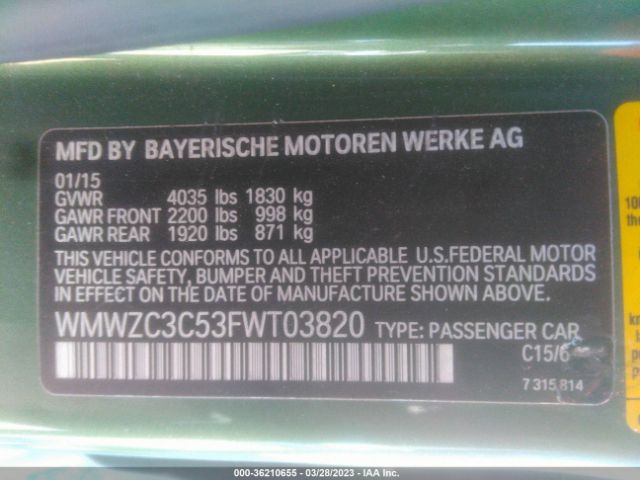 MFD BY BAYERISCHE MOTOREN WERKE AG
01/15
GVWR 4035 lbs 1830 kg
GAWR FRONT 2200 lbs 998 kg
GAWR REAR 1920 lbs 871 kg
THIS VEHICLE CONFORMS TO ALL APPLICABLE U.S.FEDERAL MOTOR
VEHICLE SAFETY, BUMPER AND THEFT PREVENTION STANDARDS
IN EFFECT ON THE DATE OF MANUFACTURE SHOWN ABOVE.
WMWZC3C53FWT03820 TYPE: PASSENGER CAR
C15/6
7 315 814
000-36210655 - 03/28/2023 - IAA Inc.